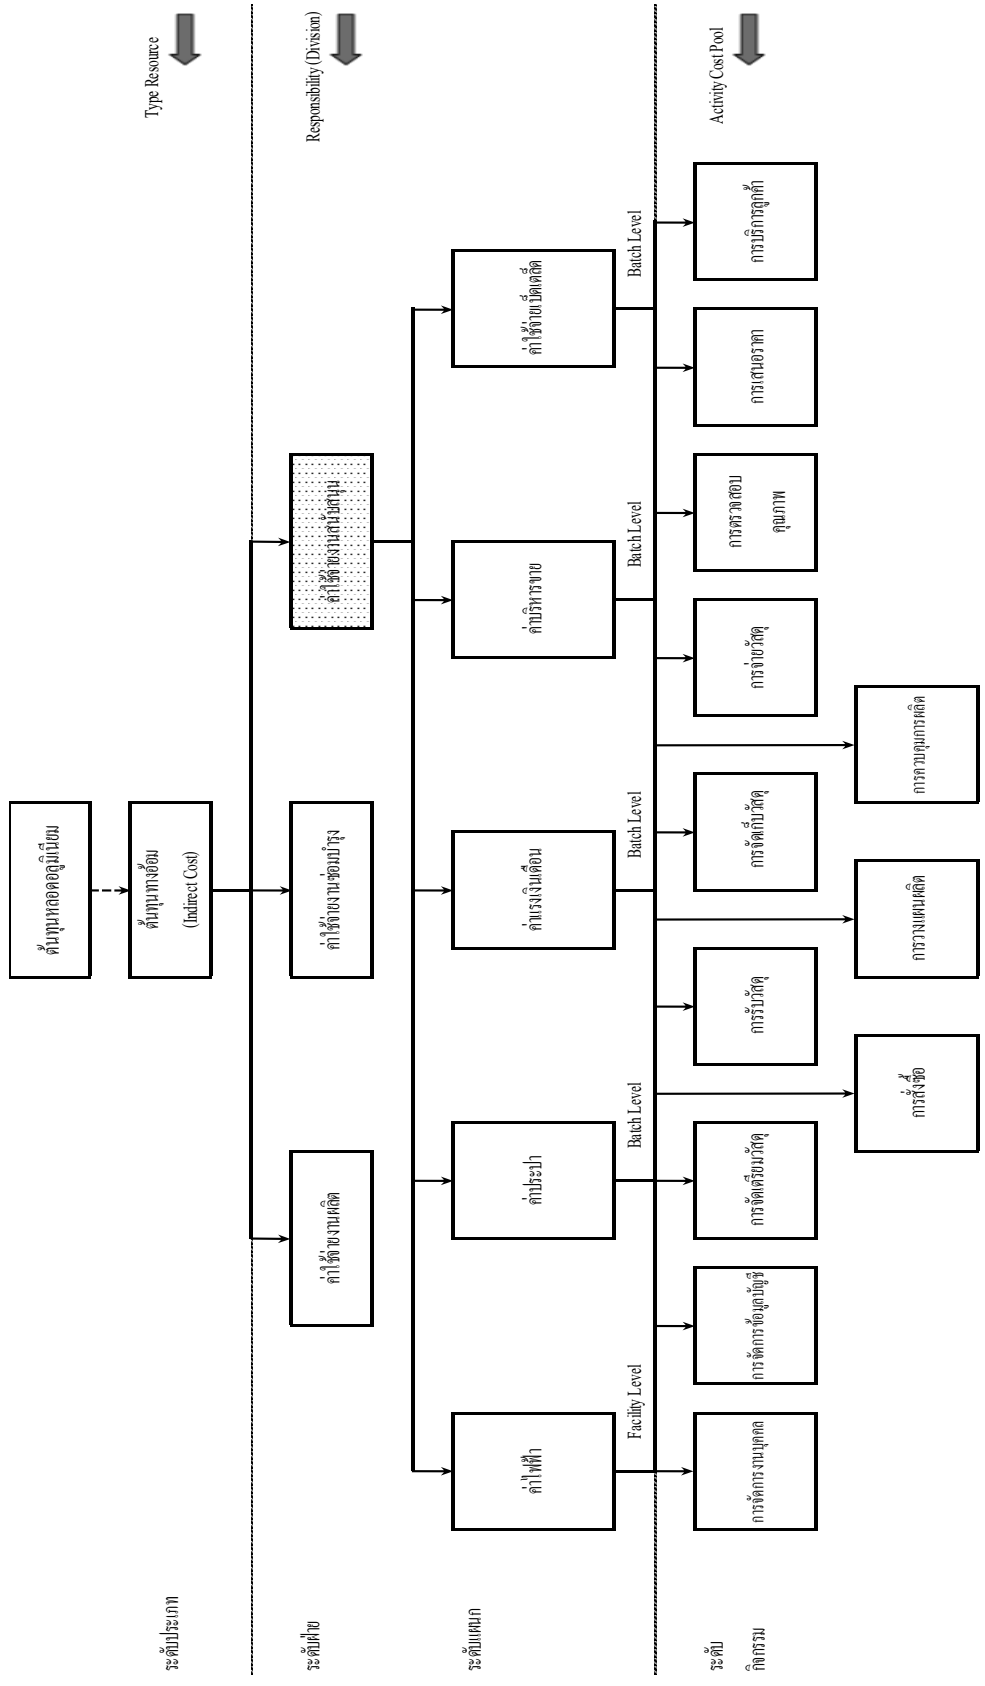 ต้นทุนหลอดอลูมิเนียม
ระดับประเภท
ต้นทุนทางอ้อม
(Indirect Cost)
Type Resource
ระดับฝ่าย
ค่าใช้จ่ายงานผลิต
ค่าใช้จ่ายงานซ่อมบำรุง
ค่าใช้จ่ายงานสนับสนุน
Responsibility (Division)
ระดับแผนก
ค่าไฟฟ้า
ค่าประปา
ค่าแรงเงินเดือน
ค่าบริหารขาย
ค่าใช้จ่ายเบ็ดเตล็ด
Facility Level
Batch Level
Batch Level
Batch Level
Batch Level
ระดับ
กิจกรรม
การจัดการงานบุคคล
การจัดการข้อมูลบัญชี
การจัดเตรียมวัสดุ
การรับวัสดุ
การจัดเก็บวัสดุ
การจ่ายวัสดุ
การตรวจสอบ
คุณภาพ
การเสนอราคา
การบริการลูกค้า
Activity Cost Pool
การสั่งซื้อ
การวางแผนผลิต
การควบคุมการผลิต